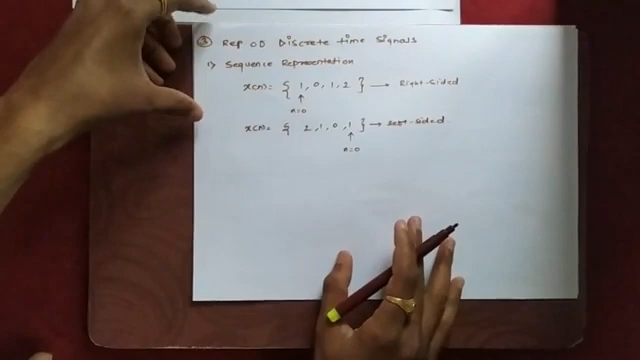 ③ Rep of Discrete time Signals
1) Sequence Representation
x(n)= { 1, 0, 1, 2 } → Right-Sided
↑
n=0
x(n)= { 2, 1, 0, 1 } → Left-Sided
↑
n=0